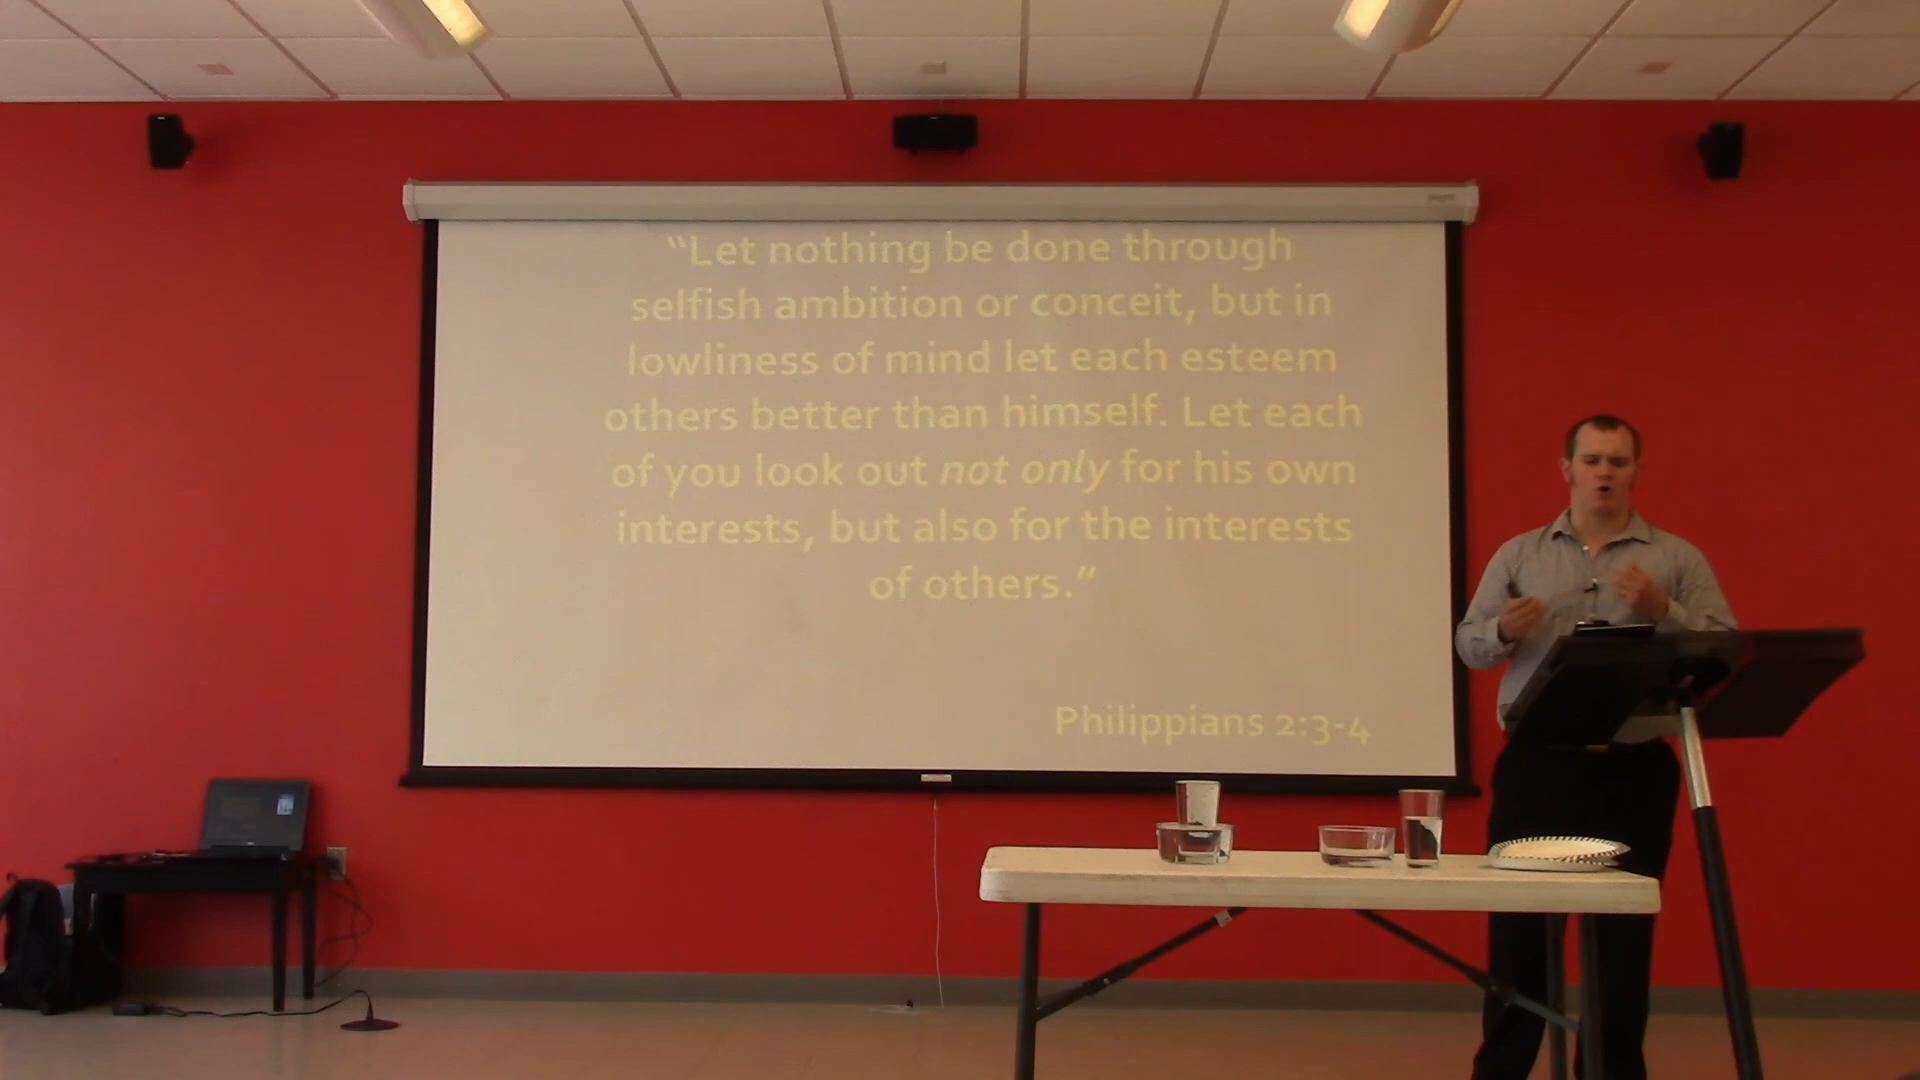 “Let nothing be done through
selfish ambition or conceit, but in
lowliness of mind let each esteem
others better than himself. Let each
of you look out not only for his own
interests, but also for the interests
of others.”
Philippians 2:3-4